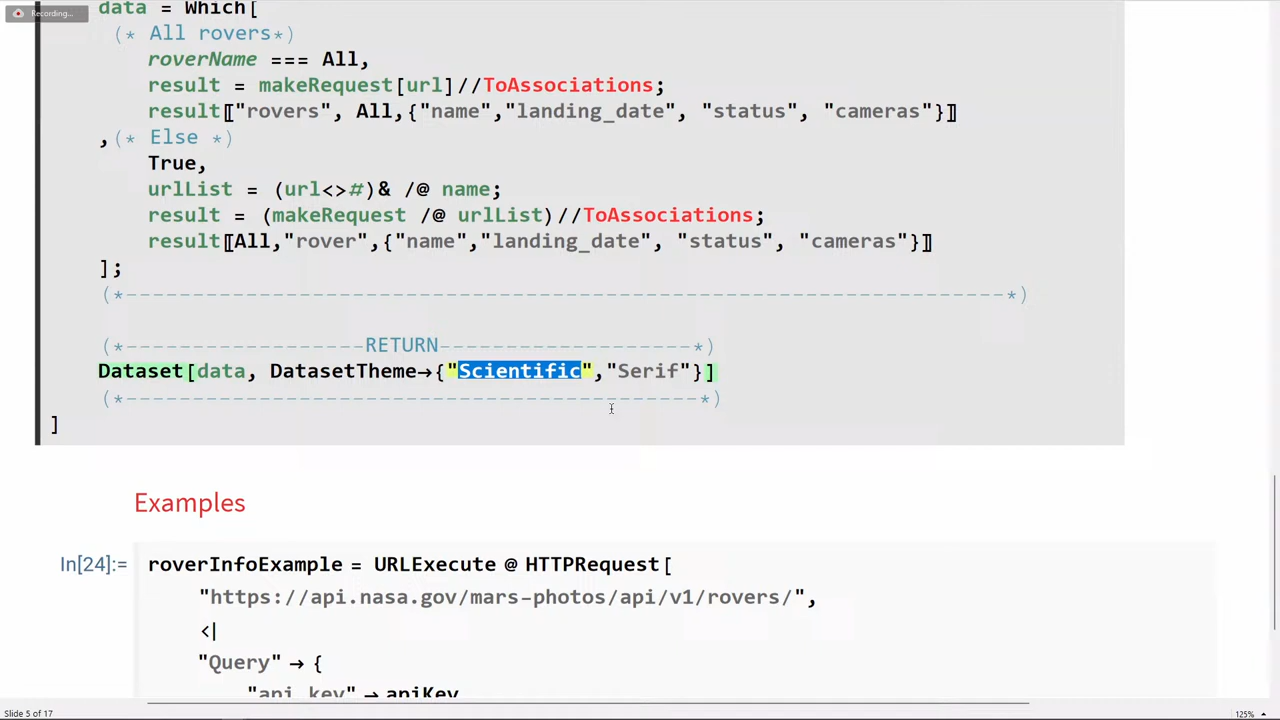 Recording...
data = Which[
(* All rovers*)
roverName === All,
result = makeRequest[url]//ToAssociations;
result⟦"rovers", All,{"name","landing_date", "status", "cameras"}⟧
,(* Else *)
True,
urlList = (url<>#)& /@ name;
result = (makeRequest /@ urlList)//ToAssociations;
result⟦All,"rover",{"name","landing_date", "status", "cameras"}⟧
];
(*-----------------------------------------------------------------------*)
(*-------------------RETURN--------------------*)
Dataset[data, DatasetTheme→{"Scientific","Serif"}]
(*-----------------------------------------------*)
]
Examples
In[24]:= roverInfoExample = URLExecute @ HTTPRequest[
"https://api.nasa.gov/mars-photos/api/v1/rovers/",
<|
"Query" → {
"api_key" → apiKey
Slide 5 of 17
125%